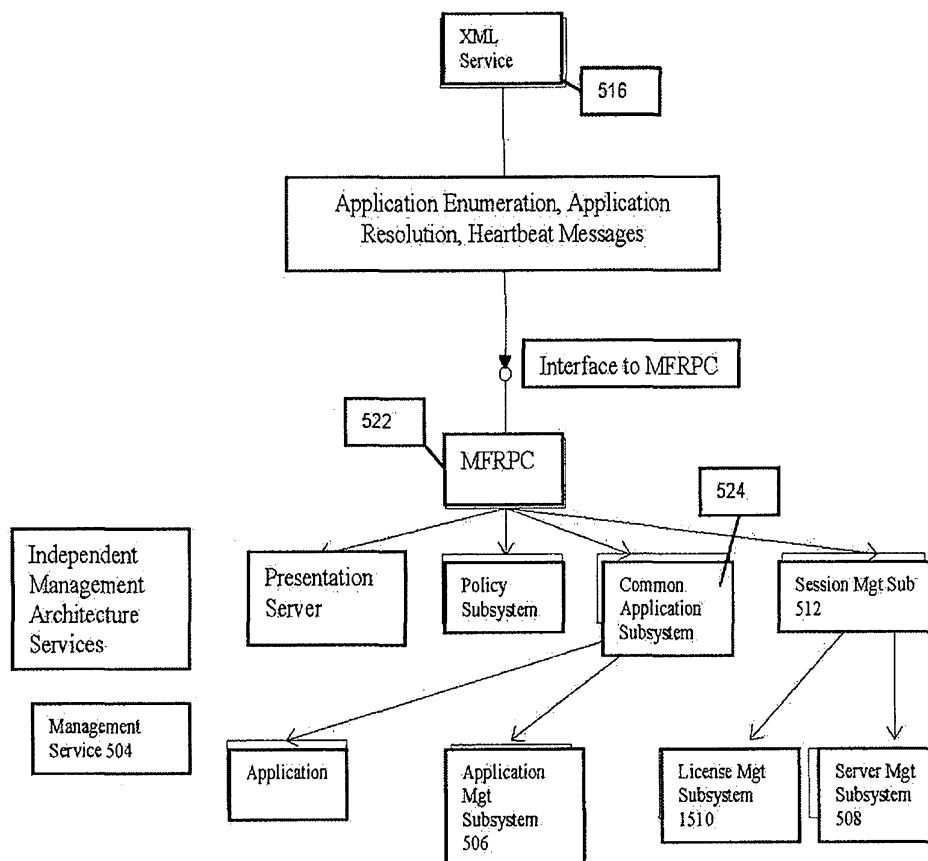 XML
Service
516
Application Enumeration, Application
Resolution, Heartbeat Messages
Interface to MFRPC
522
MFRPC
524
Independent
Management
Architecture
Services
Presentation
Server
Policy
Subsystem
Common
Application
Subsystem
Session Mgt Sub
512
Management
Service 504
Application
Application
Mgt
Subsystem
506
License Mgt
Subsystem
1510
Server Mgt
Subsystem
508